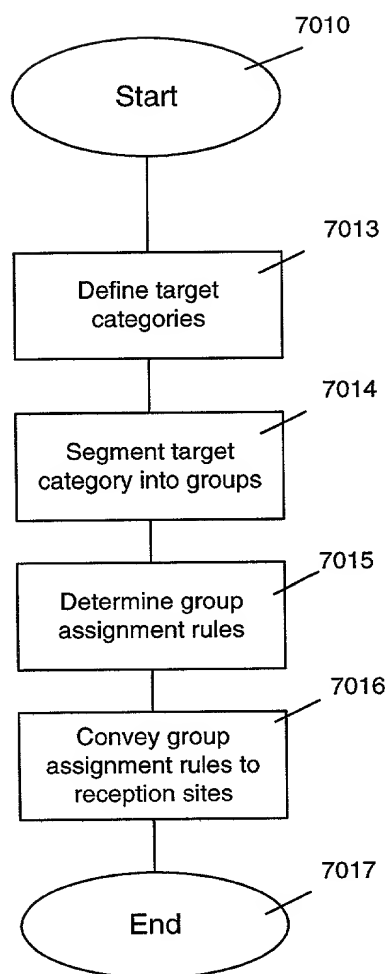 7010
Start
7013
Define target
categories
7014
Segment target
category into groups
7015
Determine group
assignment rules
7016
Convey group
assignment rules to
reception sites
7017
End